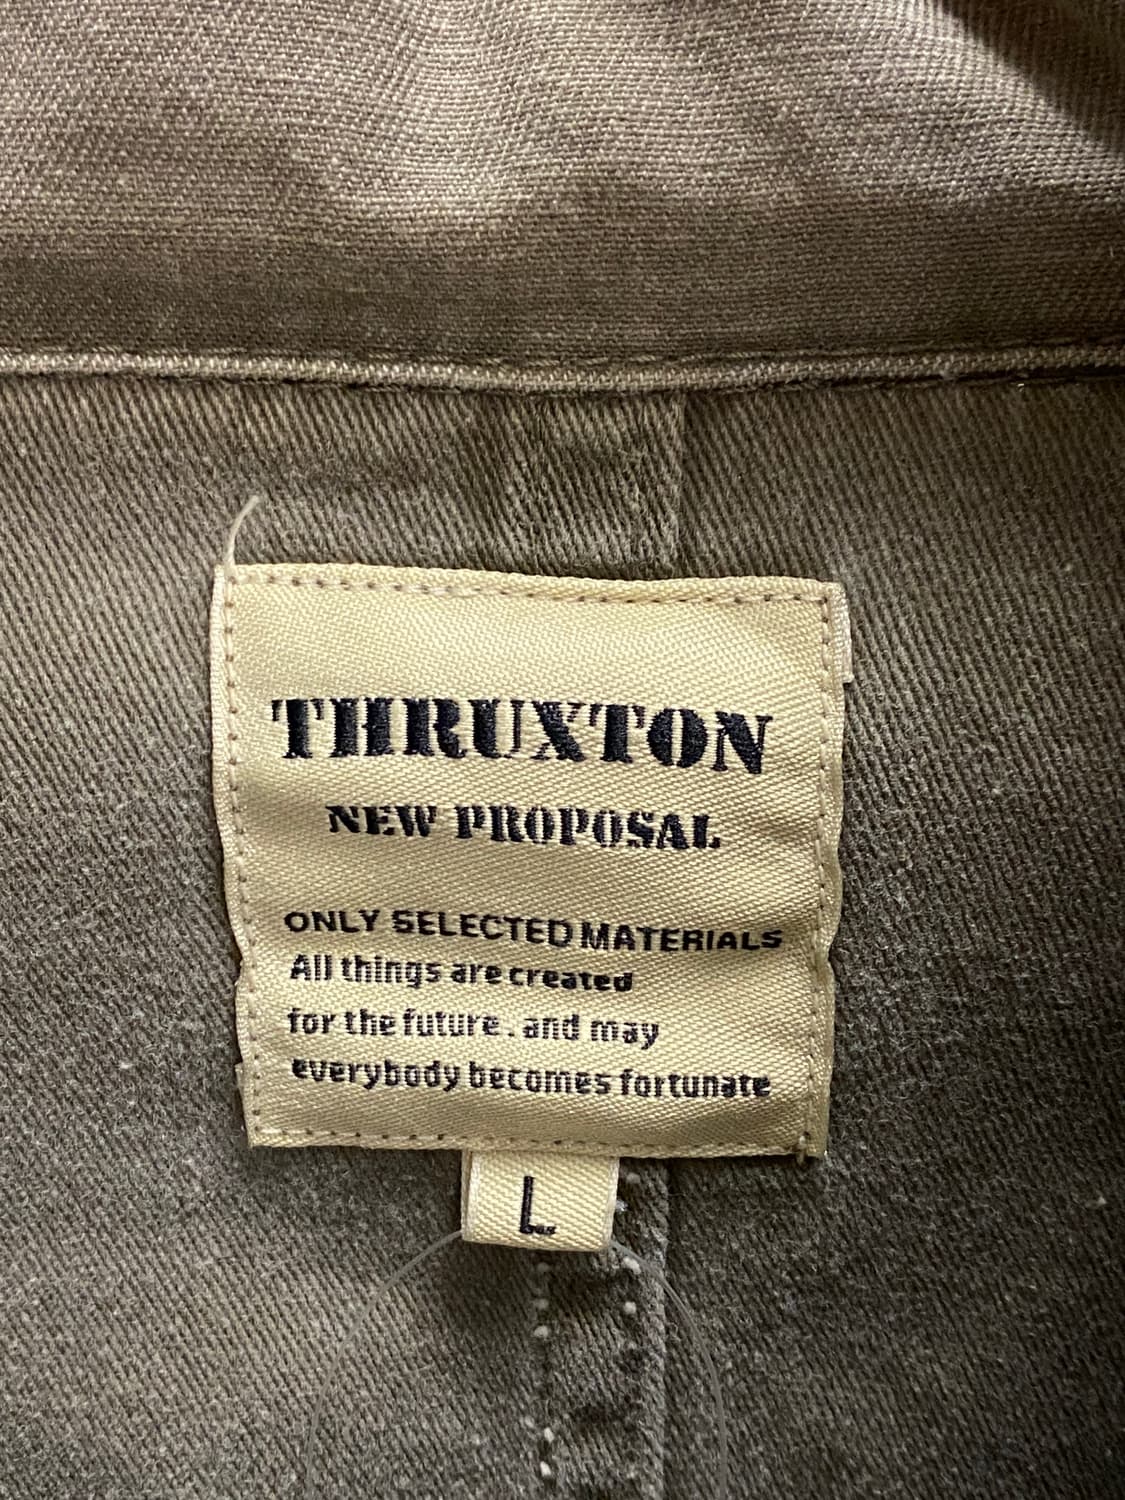 THRUXTON
NEW PROPOSAL
ONLY SELECTED MATERIALS
All things are created
for the future. and may
everybody becomes fortunate
L